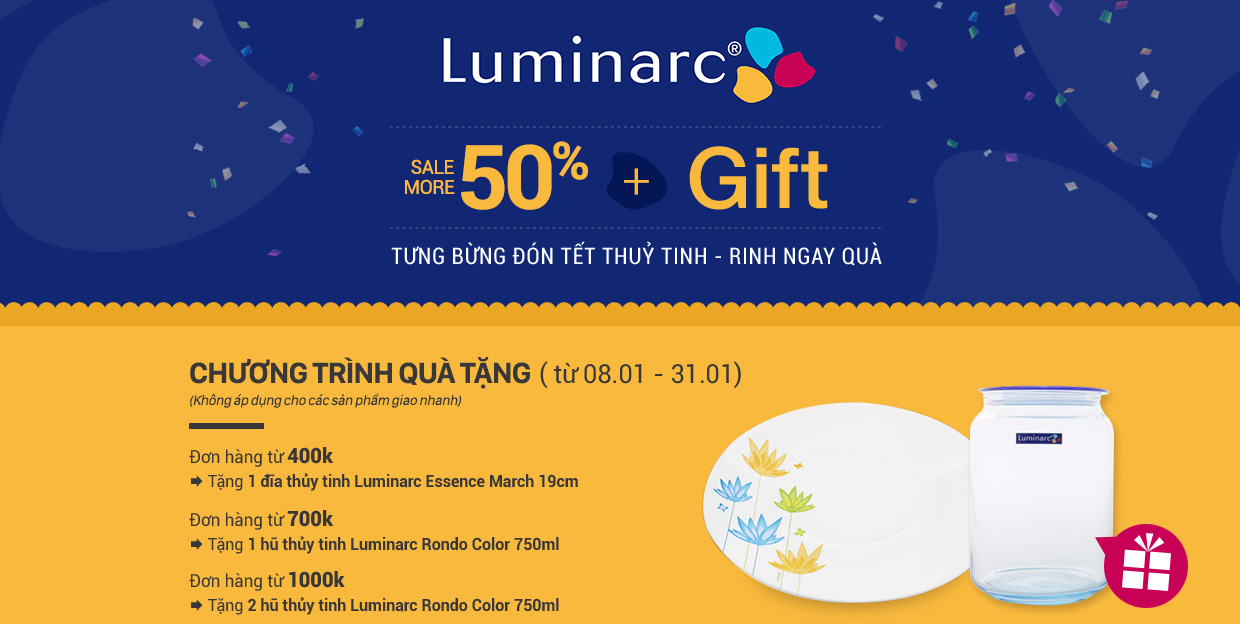 Luminarc®
SALE
MORE
50% + Gift
TƯNG BỪNG ĐÓN TẾT THUỶ TINH - RINH NGAY QUÀ
CHƯƠNG TRÌNH QUÀ TẶNG ( từ 08.01 - 31.01)
(Không áp dụng cho các sản phẩm giao nhanh)
Đơn hàng từ 400k
➡ Tặng 1 đĩa thủy tinh Luminarc Essence March 19cm
Đơn hàng từ 700k
➡ Tặng 1 hũ thủy tinh Luminarc Rondo Color 750ml
Đơn hàng từ 1000k
➡ Tặng 2 hũ thủy tinh Luminarc Rondo Color 750ml
Luminarc